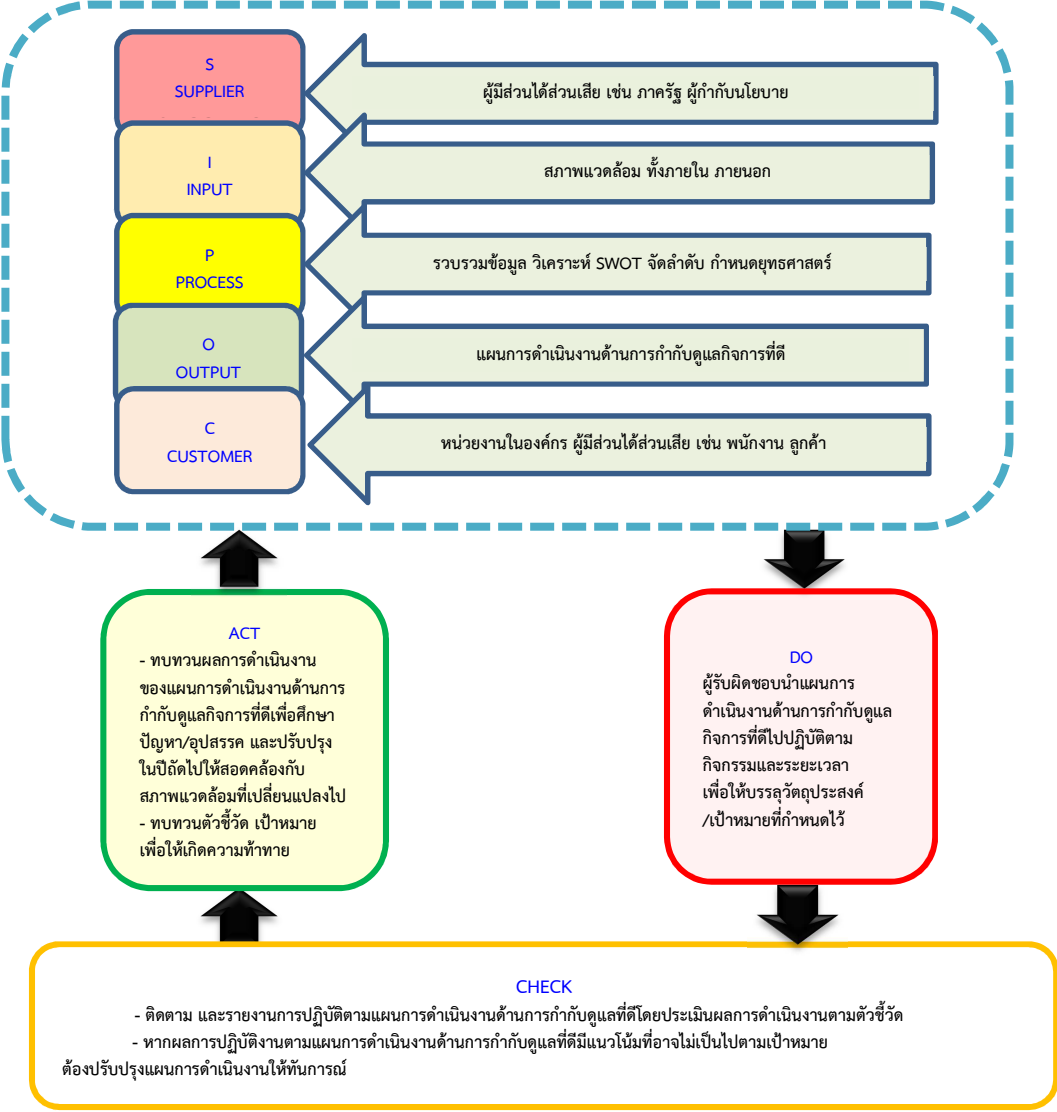 S
SUPPLIER
ผู้มีส่วนได้ส่วนเสีย เช่น ภาครัฐ ผู้กำกับนโยบาย
I
INPUT
สภาพแวดล้อม ทั้งภายใน ภายนอก
P
PROCESS
รวบรวมข้อมูล วิเคราะห์ SWOT จัดลำดับ กำหนดยุทธศาสตร์
O
OUTPUT
แผนการดำเนินงานด้านการกำกับดูแลกิจการที่ดี
C
CUSTOMER
หน่วยงานในองค์กร ผู้มีส่วนได้ส่วนเสีย เช่น พนักงาน ลูกค้า
ACT
- ทบทวนผลการดำเนินงาน
ของแผนการดำเนินงานด้านการ
กำกับดูแลกิจการที่ดีเพื่อศึกษา
ปัญหา/อุปสรรค และปรับปรุง
ในปีถัดไปให้สอดคล้องกับ
สภาพแวดล้อมที่เปลี่ยนแปลงไป
- ทบทวนตัวชี้วัด เป้าหมาย
เพื่อให้เกิดความท้าทาย
DO
ผู้รับผิดชอบนำแผนการ
ดำเนินงานด้านการกำกับดูแล
กิจการที่ดีไปปฏิบัติตาม
กิจกรรมและระยะเวลา
เพื่อให้บรรลุวัตถุประสงค์
/เป้าหมายที่กำหนดไว้
CHECK
- ติดตาม และรายงานการปฏิบัติตามแผนการดำเนินงานด้านการกำกับดูแลที่ดีโดยประเมินผลการดำเนินงานตามตัวชี้วัด
- หากผลการปฏิบัติงานตามแผนการดำเนินงานด้านการกำกับดูแลที่ดีมีแนวโน้มที่อาจไม่เป็นไปตามเป้าหมาย
ต้องปรับปรุงแผนการดำเนินงานให้ทันการณ์